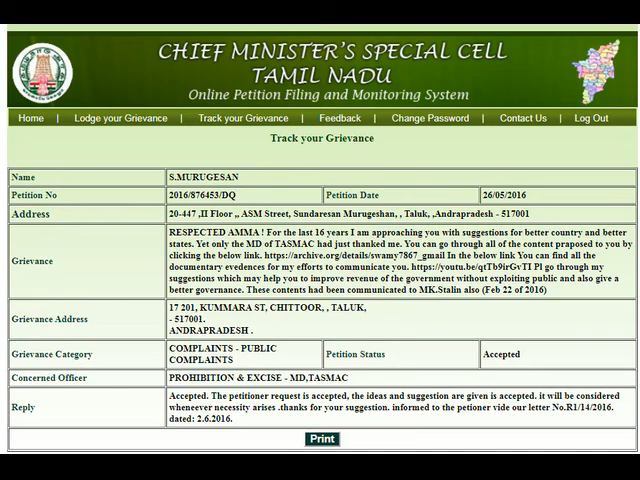 CHIEF MINISTER'S SPECIAL CELL
TAMIL NADU
Online Petition Filing and Monitoring System
Home | Lodge your Grievance | Track your Grievance | Feedback | Change Password | Contact Us | Log Out
Track your Grievance
Name S.MURUGESAN
Petition No 2016/876453/DQ Petition Date 26/05/2016
Address 20-447 ,II Floor ,, ASM Street, Sundaresan Murugeshan, , Taluk, ,Andrapradesh - 517001
Grievance
RESPECTED AMMA ! For the last 16 years I am approaching you with suggestions for better country and better
states. Yet only the MD of TASMAC had just thanked me. You can go through all of the content praposed to you by
clicking the below link. https://archive.org/details/swamy7867_gmail In the below link You can find all the
documentary evedences for my efforts to communicate you. https://youtu.be/qtTb9irGvTI Pl go through my
suggestions which may help you to improve revenue of the government without exploiting public and also give a
better governance. These contents had been communicated to MK.Stalin also (Feb 22 of 2016)
Grievance Address
17 201, KUMMARA ST, CHITTOOR, , TALUK,
- 517001.
ANDRAPRADESH .
Grievance Category COMPLAINTS - PUBLIC
COMPLAINTS
Petition Status Accepted
Concerned Officer PROHIBITION & EXCISE - MD,TASMAC
Reply
Accepted. The petitioner request is accepted, the ideas and suggestion are given is accepted. it will be considered
whenever necessity arises .thanks for your suggestion. informed to the petioner vide our letter No.R1/14/2016.
dated: 2.6.2016.
Print